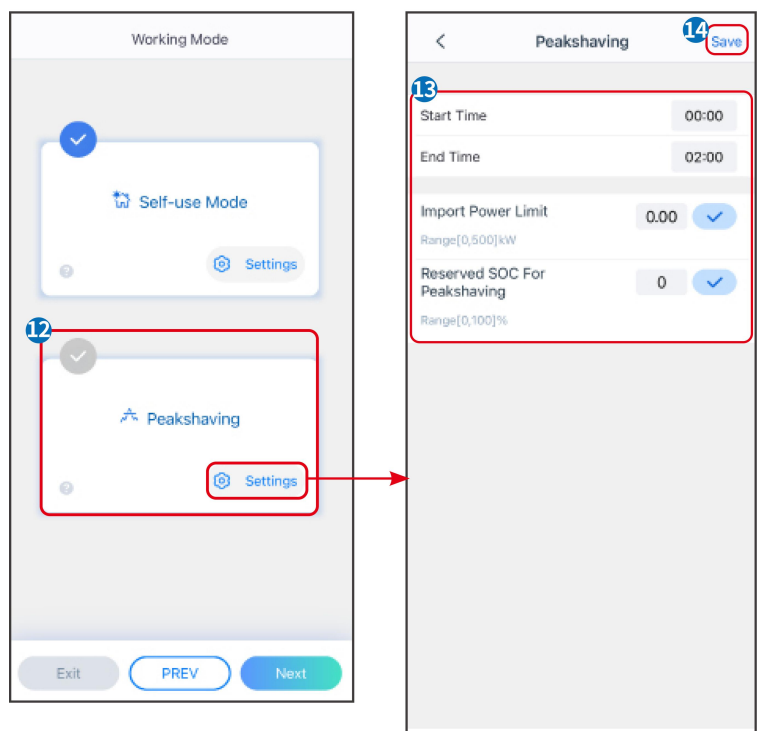 Working Mode
Self-use Mode
Settings
12
Peakshaving
Settings
Exit
PREV
Next
Peakshaving
14
Save
13
Start Time
00:00
End Time
02:00
Import Power Limit
0.00
Range[0,500]kW
Reserved SOC For
Peakshaving
0
Range[0,100]%